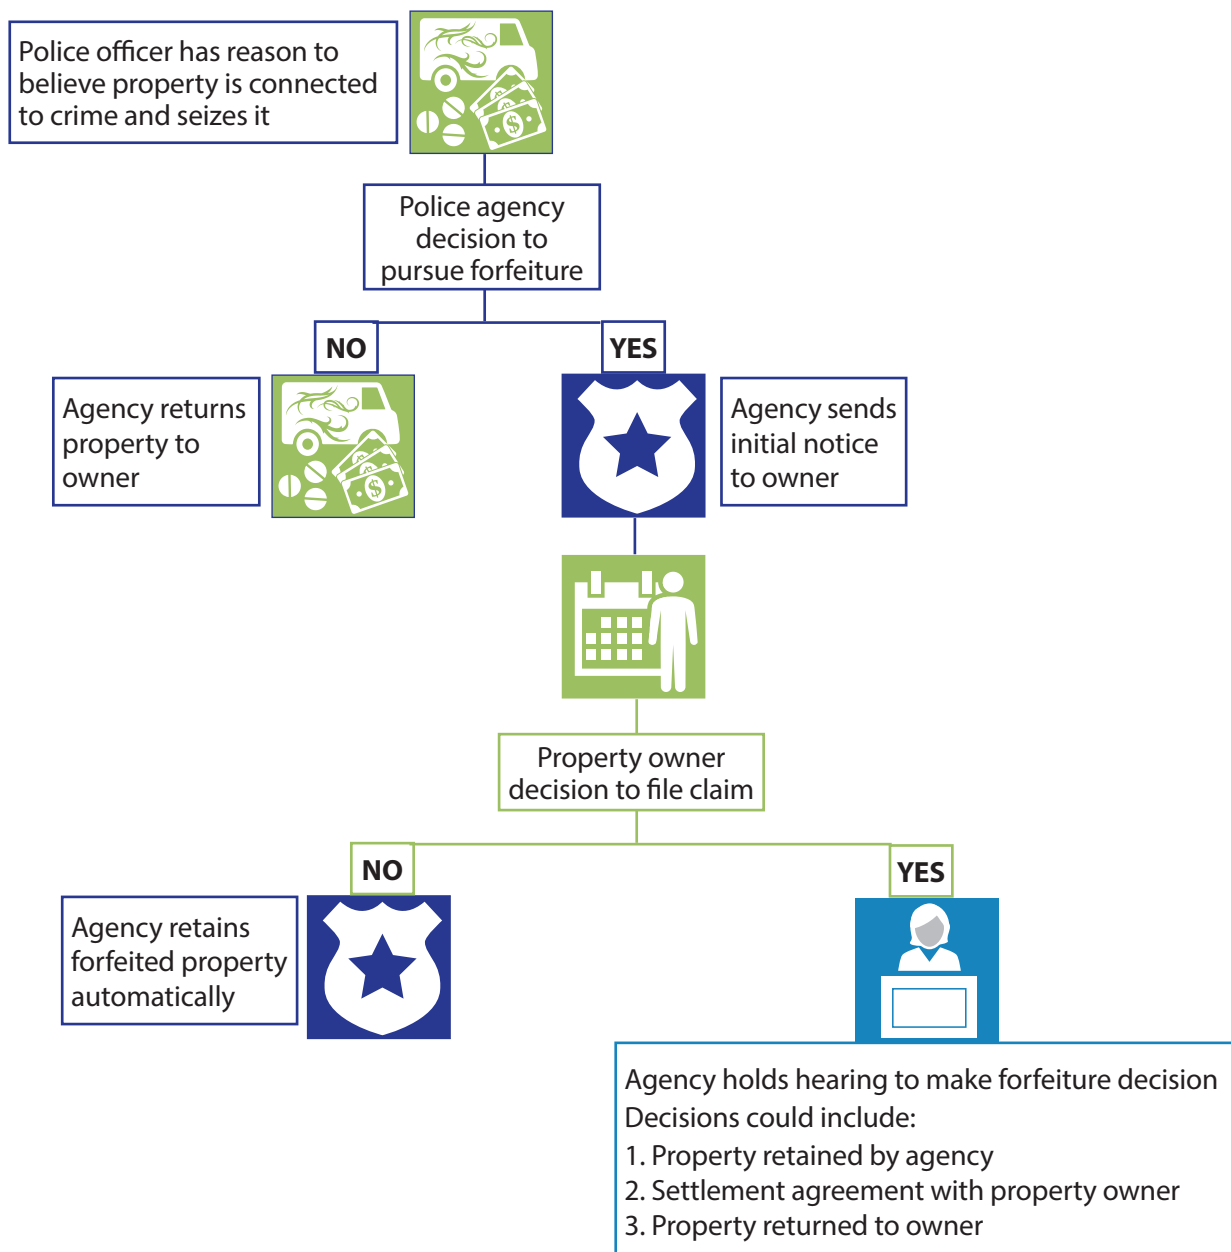 Police officer has reason to
believe property is connected
to crime and seizes it
$
Police agency
decision to
pursue forfeiture
NO
YES
Agency returns
property to
owner
$
Agency sends
initial notice
to owner
Property owner
decision to file claim
NO
YES
Agency retains
forfeited property
automatically
Agency holds hearing to make forfeiture decision
Decisions could include:
1. Property retained by agency
2. Settlement agreement with property owner
3. Property returned to owner